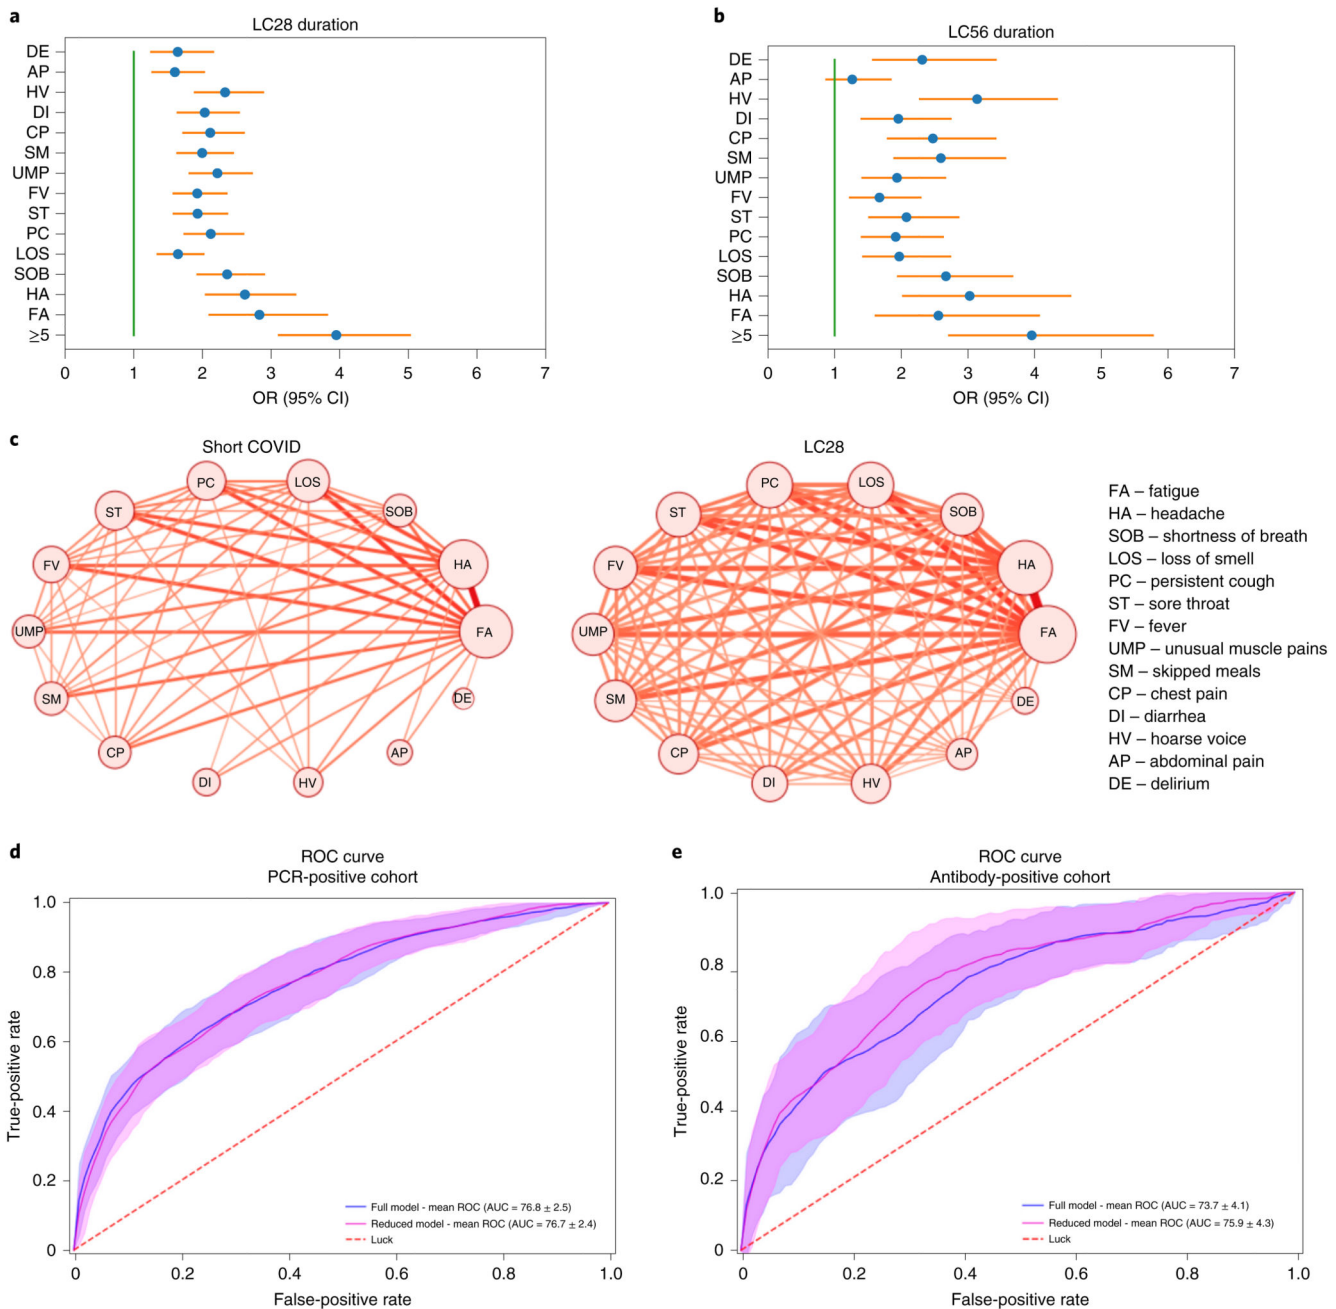 a
LC28 duration
DE
AP
HV
DI
CP
SM
UMP
FV
ST
PC
LOS
SOB
HA
FA
≥5
0 1 2 3 4 5 6 7
OR (95% CI)
b
LC56 duration
DE
AP
HV
DI
CP
SM
UMP
FV
ST
PC
LOS
SOB
HA
FA
≥5
0 1 2 3 4 5 6 7
OR (95% CI)
c
Short COVID
PC
LOS
ST
SOB
FV
HA
UMP
FA
SM
DE
CP
AP
DI
HV
LC28
PC
LOS
ST
SOB
FV
HA
UMP
FA
SM
DE
CP
AP
DI
HV
FA – fatigue
HA – headache
SOB – shortness of breath
LOS – loss of smell
PC – persistent cough
ST – sore throat
FV – fever
UMP – unusual muscle pains
SM – skipped meals
CP – chest pain
DI – diarrhea
HV – hoarse voice
AP – abdominal pain
DE – delirium
d
ROC curve
PCR-positive cohort
True-positive rate
1.0
0.8
0.6
0.4
0.2
0
Full model - mean ROC (AUC = 76.8 ± 2.5)
Reduced model - mean ROC (AUC = 76.7 ± 2.4)
Luck
0 0.2 0.4 0.6 0.8 1.0
False-positive rate
e
ROC curve
Antibody-positive cohort
True-positive rate
1.0
0.8
0.6
0.4
0.2
0
Full model - mean ROC (AUC = 73.7 ± 4.1)
Reduced model - mean ROC (AUC = 75.9 ± 4.3)
Luck
0 0.2 0.4 0.6 0.8 1.0
False-positive rate